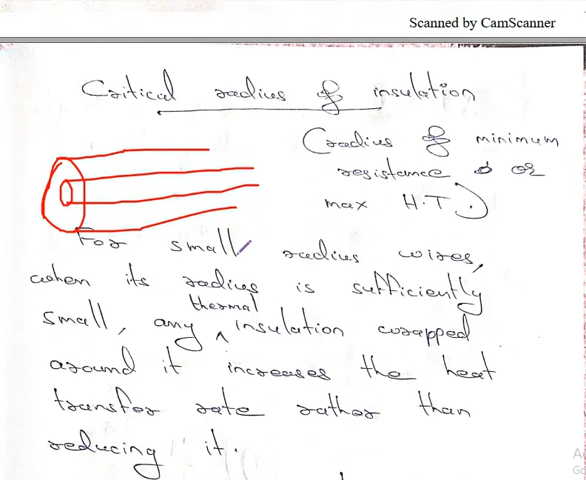 Scanned by CamScanner
Critical radius of insulation
(radius of minimum
resistance or
max H.T.)
For small radius wires,
when its radius is sufficiently
small, any thermal insulation wrapped
around it increases the heat
transfer rate rather than
reducing it.